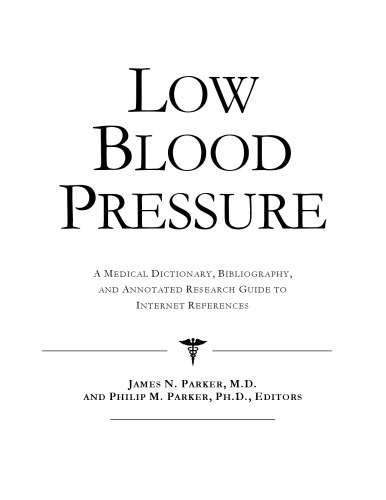 LOW
BLOOD
PRESSURE
A MEDICAL DICTIONARY, BIBLIOGRAPHY,
AND ANNOTATED RESEARCH GUIDE TO
INTERNET REFERENCES
JAMES N. PARKER, M.D.
AND PHILIP M. PARKER, PH.D., EDITORS